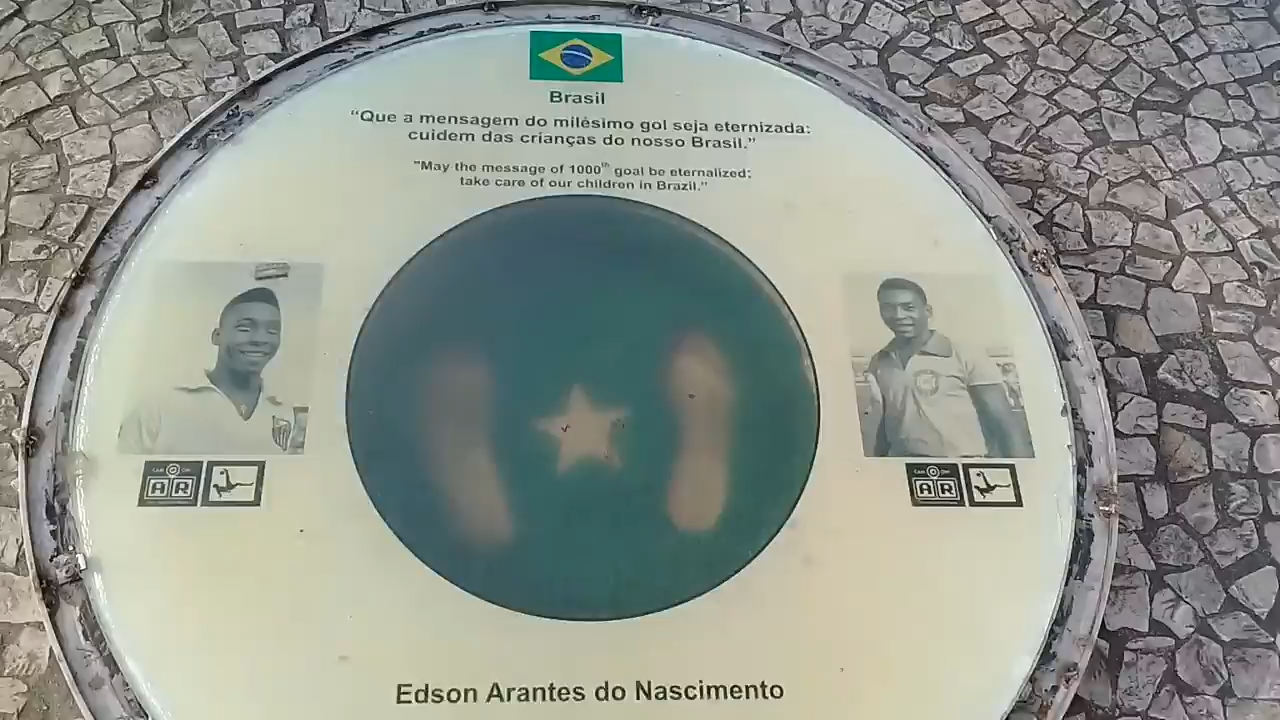 Brasil
“Que a mensagem do milésimo gol seja eternizada:
cuidem das crianças do nosso Brasil.”
"May the message of 1000th goal be eternalized:
take care of our children in Brazil."
AR
AR
Edson Arantes do Nascimento